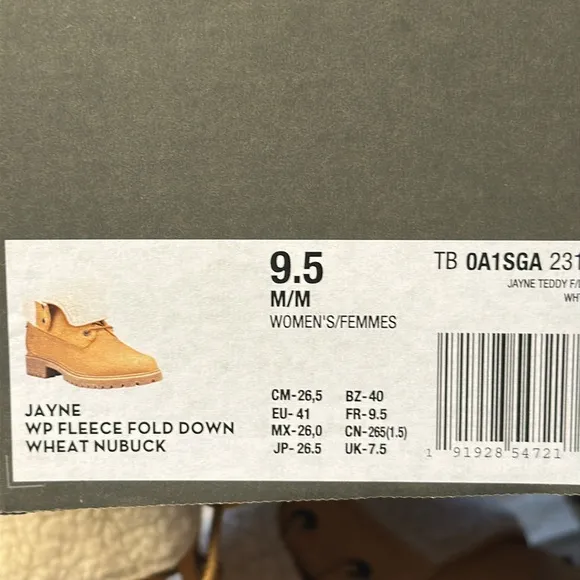 9.5
M/M
WOMEN'S/FEMMES
TB 0A1SGA 231
JAYNE TEDDY F/
JAYNE
WP FLEECE FOLD DOWN
WHEAT NUBUCK
CM-26,5 BZ-40
EU- 41 FR-9.5
MX-26,0 CN-265(1.5)
JP- 26.5 UK-7.5
1 91928 54721